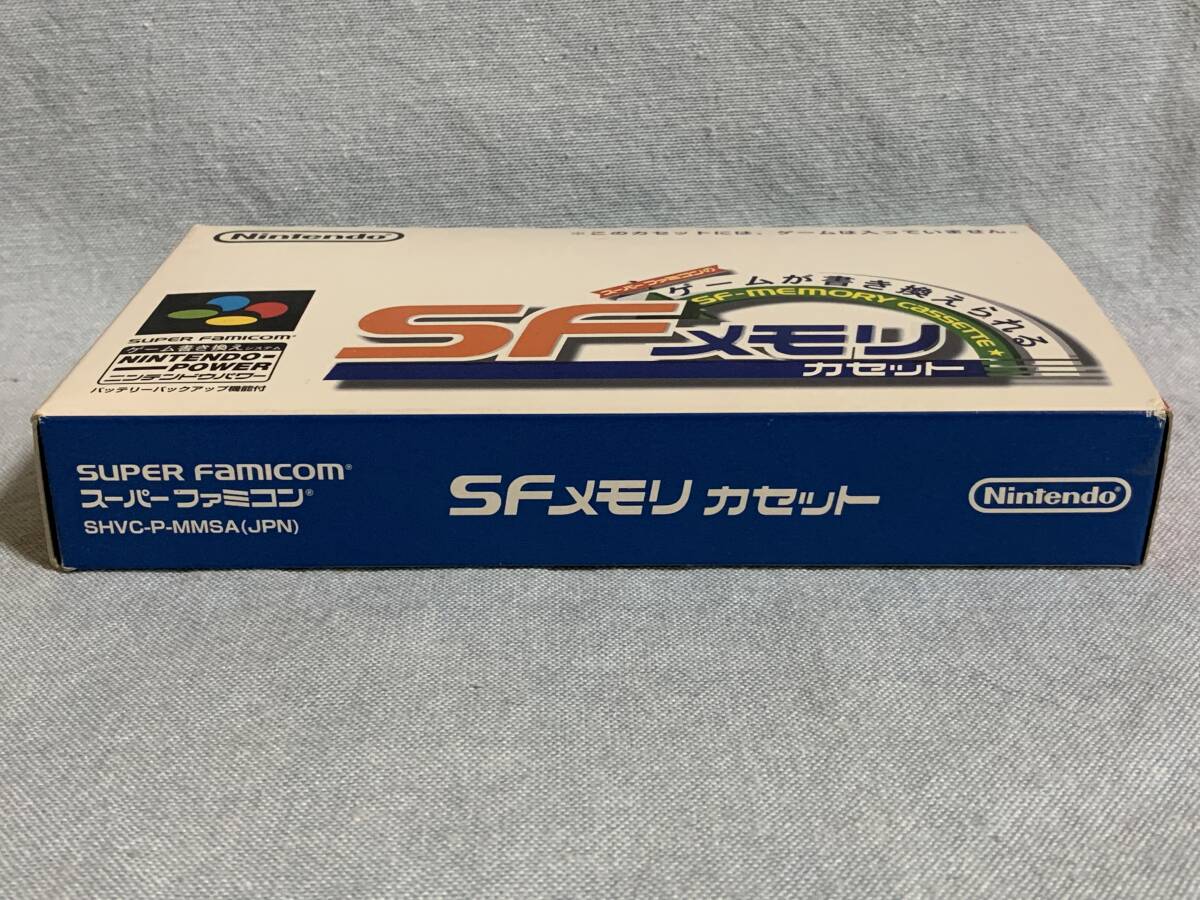 Nintendo
※このカセットには、ゲームは入っていません。
スーパーファミコンの
ゲームが書き換えられる
SF-MEMORY CASSETTE★
SFメモリ
カセット
SUPER FAMICOM®
ゲーム書き換えシステム
NINTENDO-
POWER
ニンテンドウパワー
バッテリーバックアップ機能付
SUPER FAMICOM®
スーパーファミコン®
SHVC-P-MMSA(JPN)
SFメモリ カセット
Nintendo®